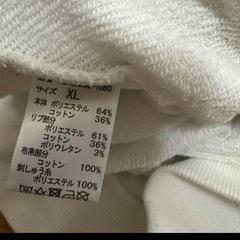 サイズ XL
本体 ポリエステル 64%
コットン 36%
リブ部分
ポリエステル 61%
コットン 36%
ポリウレタン 3%
布帛部分
コットン 100%
刺しゅう糸
ポリエステル 100%